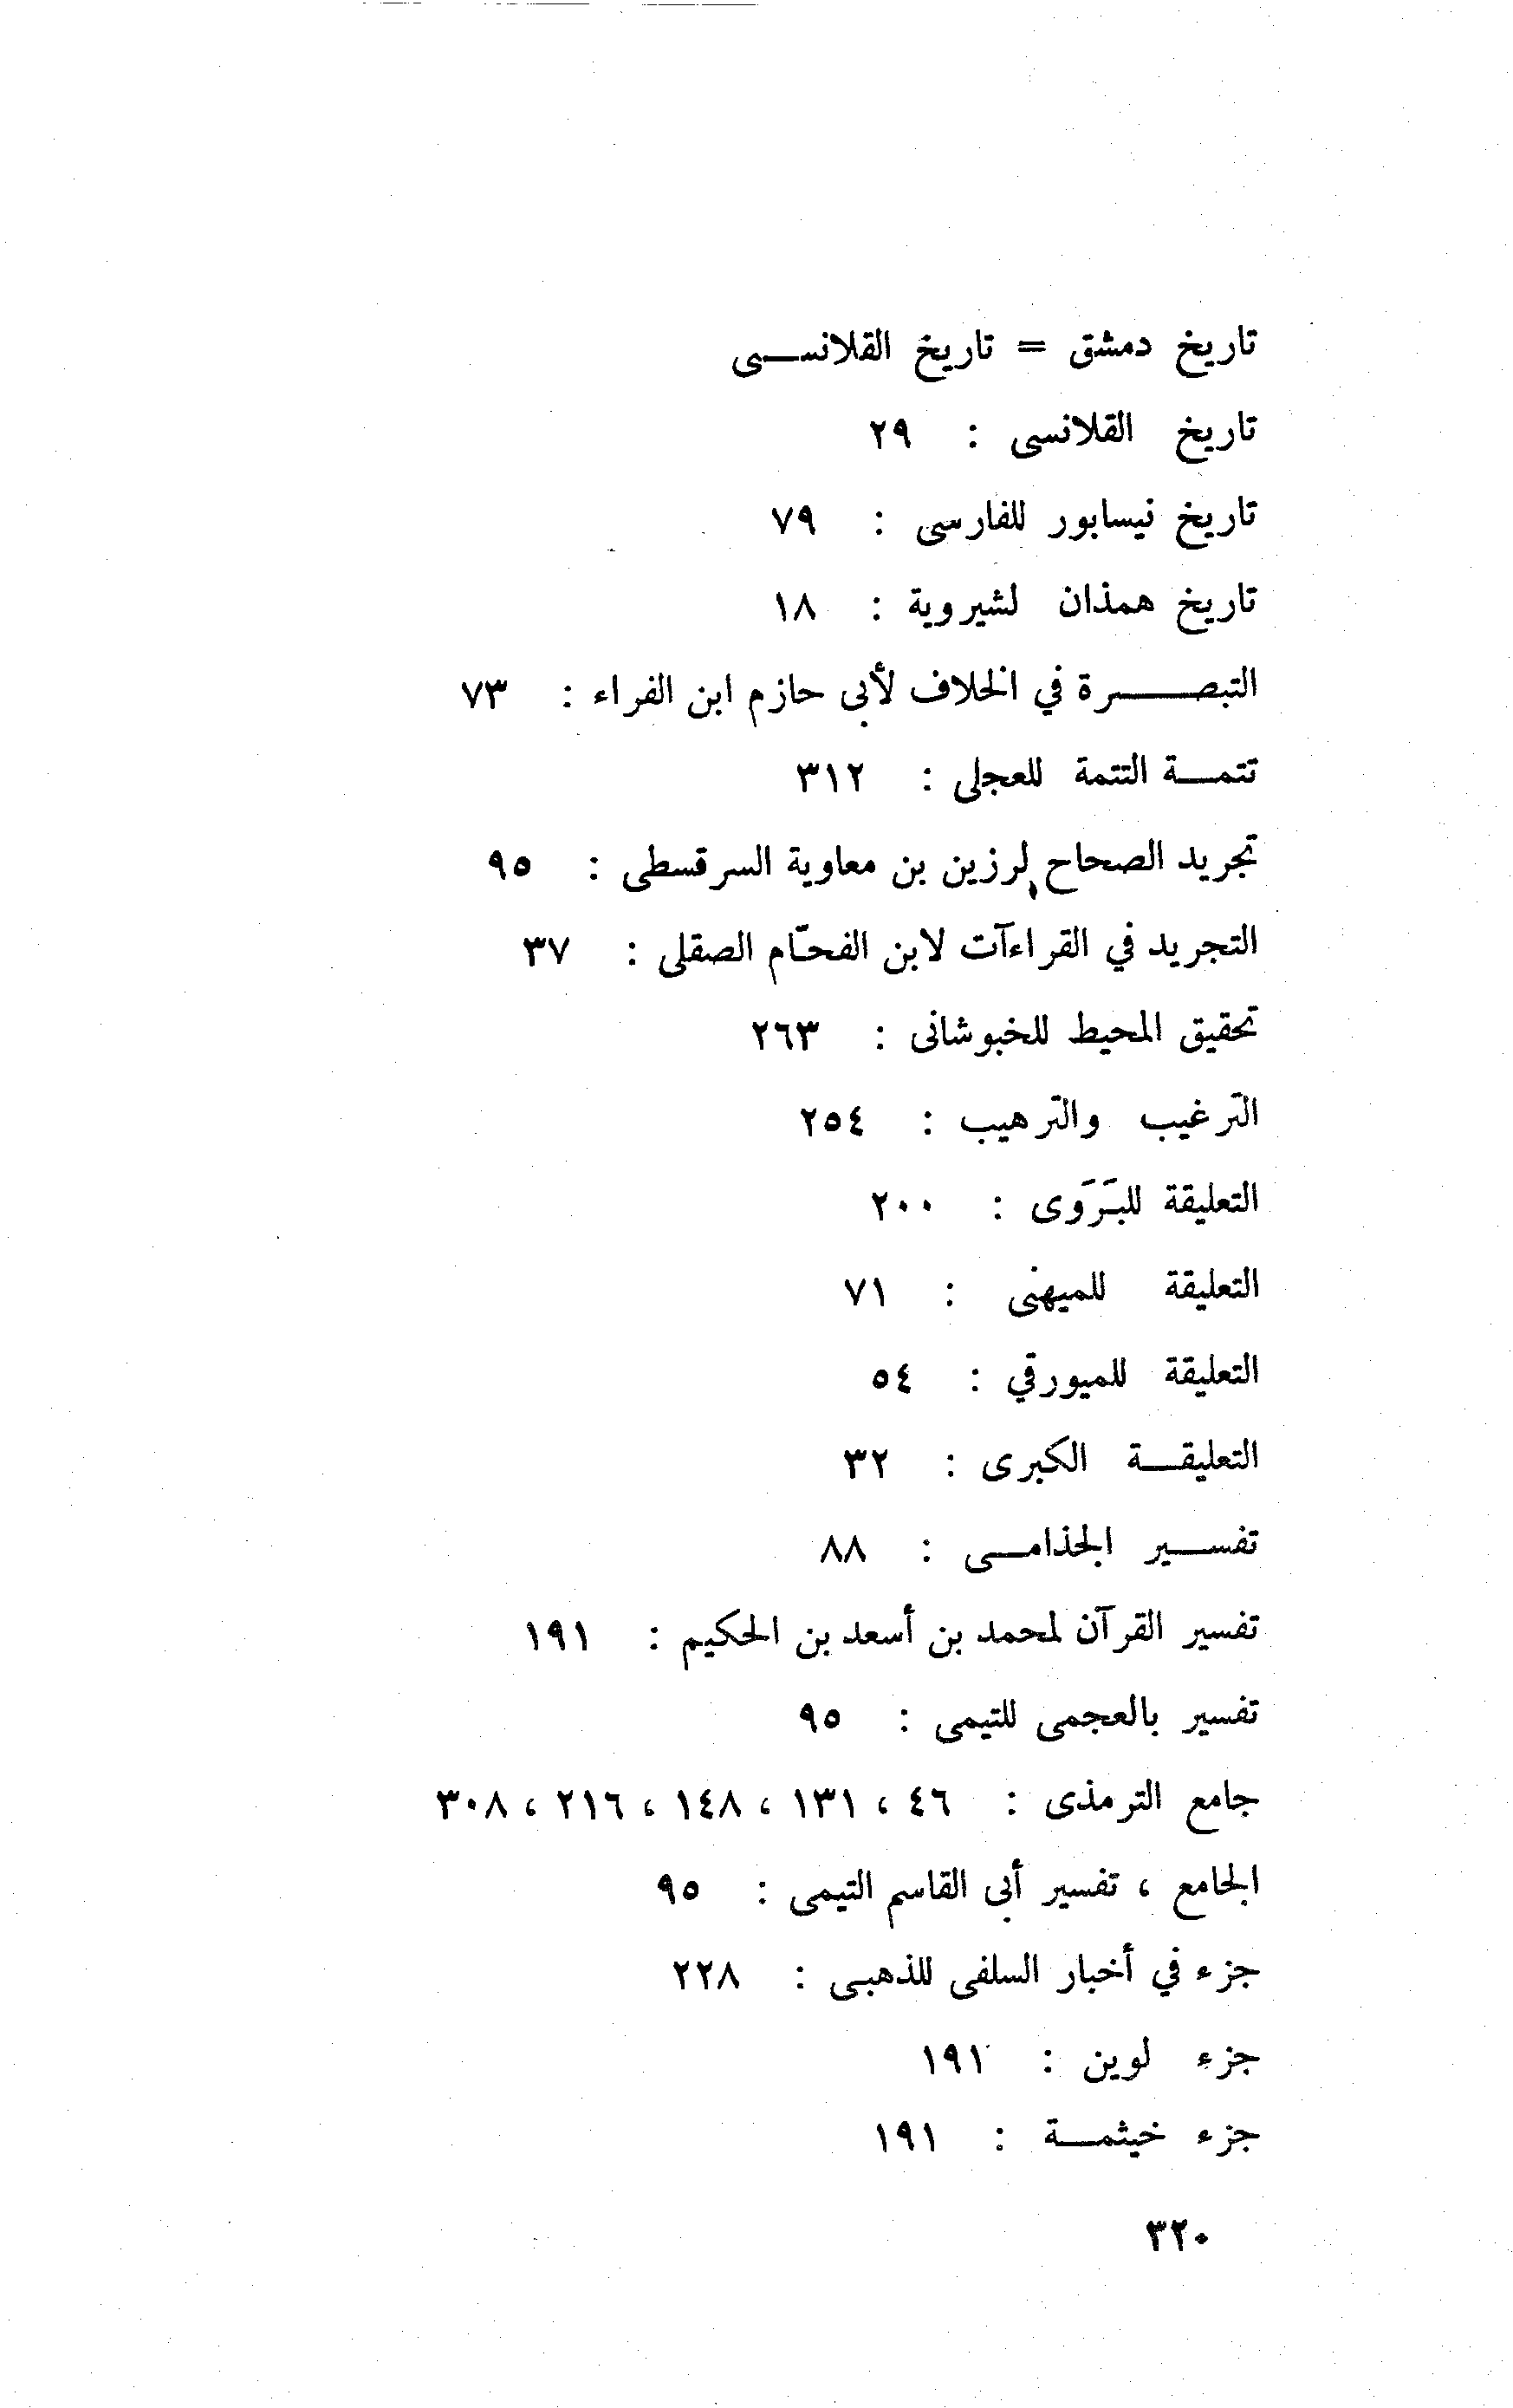 تاريخ دمشق = تاريخ القلانسى
تاريخ القلانسى : ٢٩
تاريخ نيسابور للفارسى : ٧٩
تاريخ همذان لشيروية : ١٨
التبصرة في الخلاف لأبى حازم ابن الفراء : ٧٣
تتمة التتمة للعجلى : ٣١٢
تجريد الصحاح لرزين بن معاوية السرقسطى : ٩٥
التجريد في القراءآت لابن الفحّام الصقلى : ٣٧
تحقيق المحيط للخبوشانى : ٢٦٣
الترغيب والترهيب : ٢٥٤
التعليقة للبَرَوى : ٢٠٠
التعليقة للميهنى : ٧١
التعليقة للميورقي : ٥٤
التعليقة الكبرى : ٣٢
تفسير الجذامى : ٨٨
تفسير القرآن لمحمد بن أسعد بن الحكيم : ١٩١
تفسير بالعجمى للتيمى : ٩٥
جامع الترمذى : ٤٦ ، ١٣١ ، ١٤٨ ، ٢١٦ ، ٣٠٨
الجامع ، تفسير أبى القاسم التيمى : ٩٥
جزء في أخبار السلفى للذهبى : ٢٢٨
جزء لوين : ١٩١
جزء خيثمة : ١٩١
٣٢٠